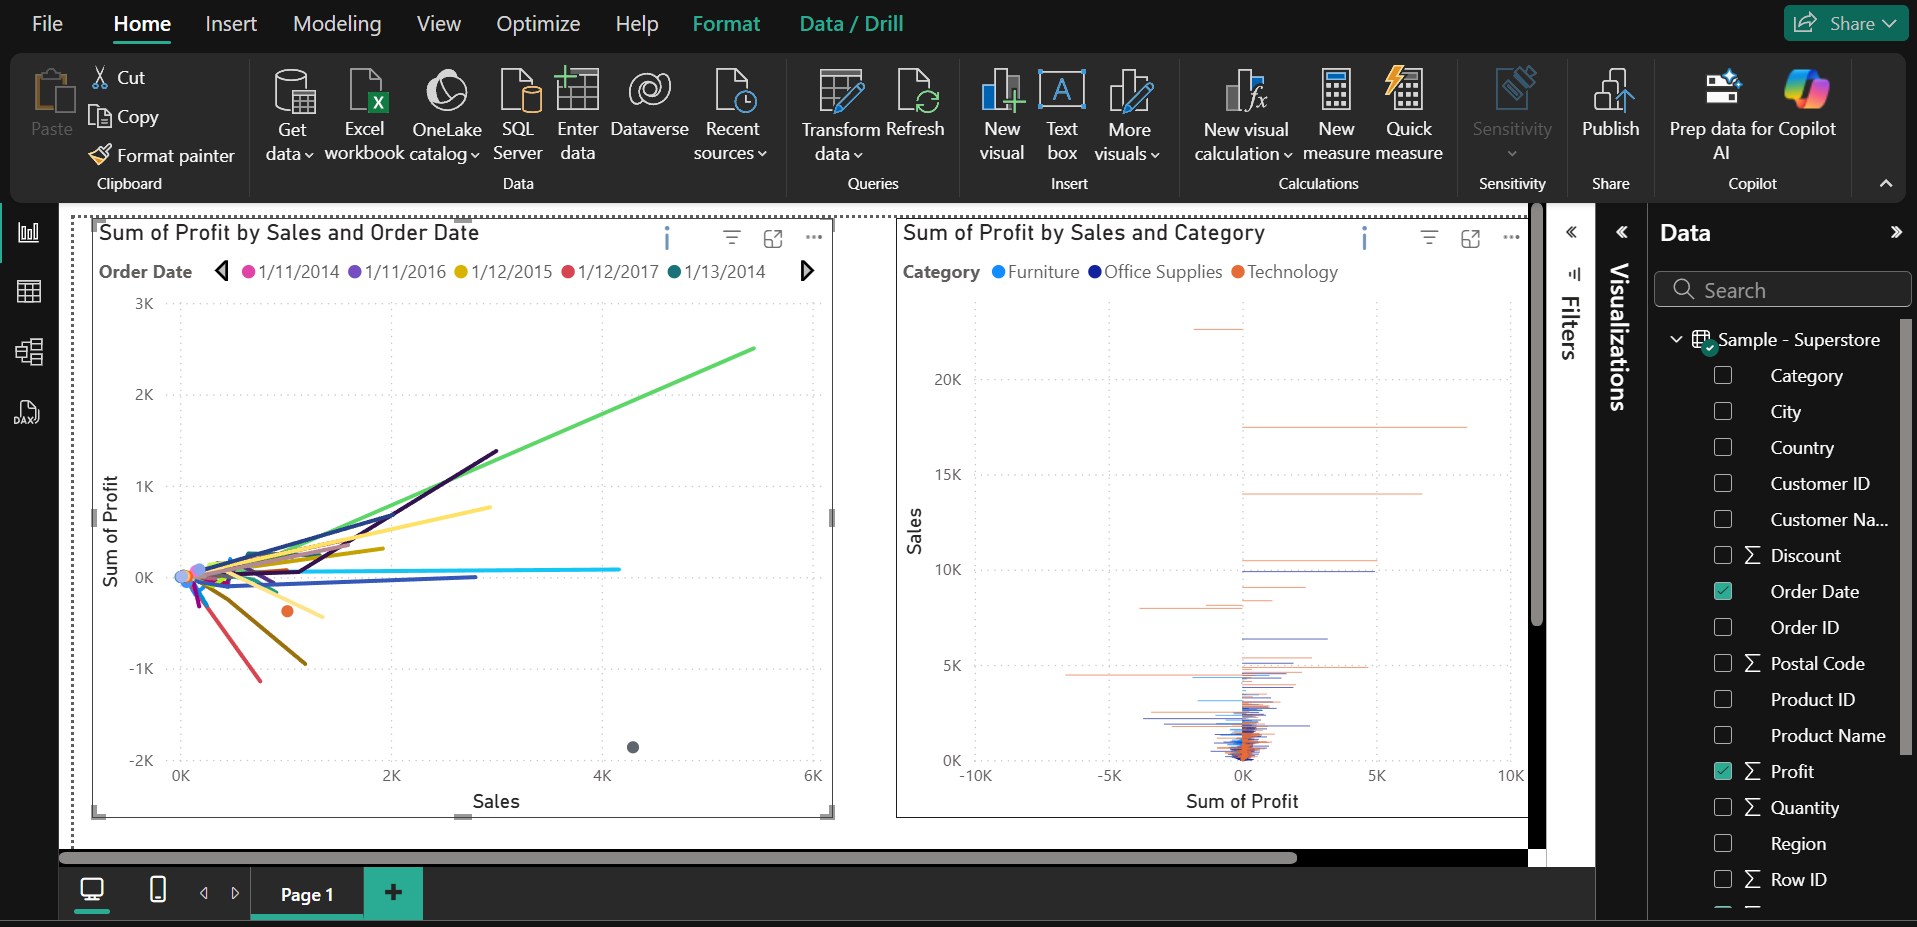 File Home Insert Modeling View Optimize Help Format Data / Drill Share
Paste
Cut
Copy
Format painter
Clipboard
Get data
Excel workbook
OneLake catalog
SQL Server
Enter data
Dataverse
Recent sources
Data
Transform data
Refresh
Queries
New visual
Text box
More visuals
Insert
New visual calculation
New measure
Quick measure
Calculations
Sensitivity
Sensitivity
Publish
Share
Prep data for AI
Copilot
Copilot
DAX
Sum of Profit by Sales and Order Date
Order Date 1/11/2014 1/11/2016 1/12/2015 1/12/2017 1/13/2014
3K
2K
1K
0K
-1K
-2K
Sum of Profit
0K 2K 4K 6K
Sales
Sum of Profit by Sales and Category
Category Furniture Office Supplies Technology
20K
15K
10K
5K
0K
Sales
-10K -5K 0K 5K 10K
Sum of Profit
Filters
Visualizations
Data
Search
Sample - Superstore
Category
City
Country
Customer ID
Customer Na...
Discount
Order Date
Order ID
Postal Code
Product ID
Product Name
Profit
Quantity
Region
Row ID
Page 1